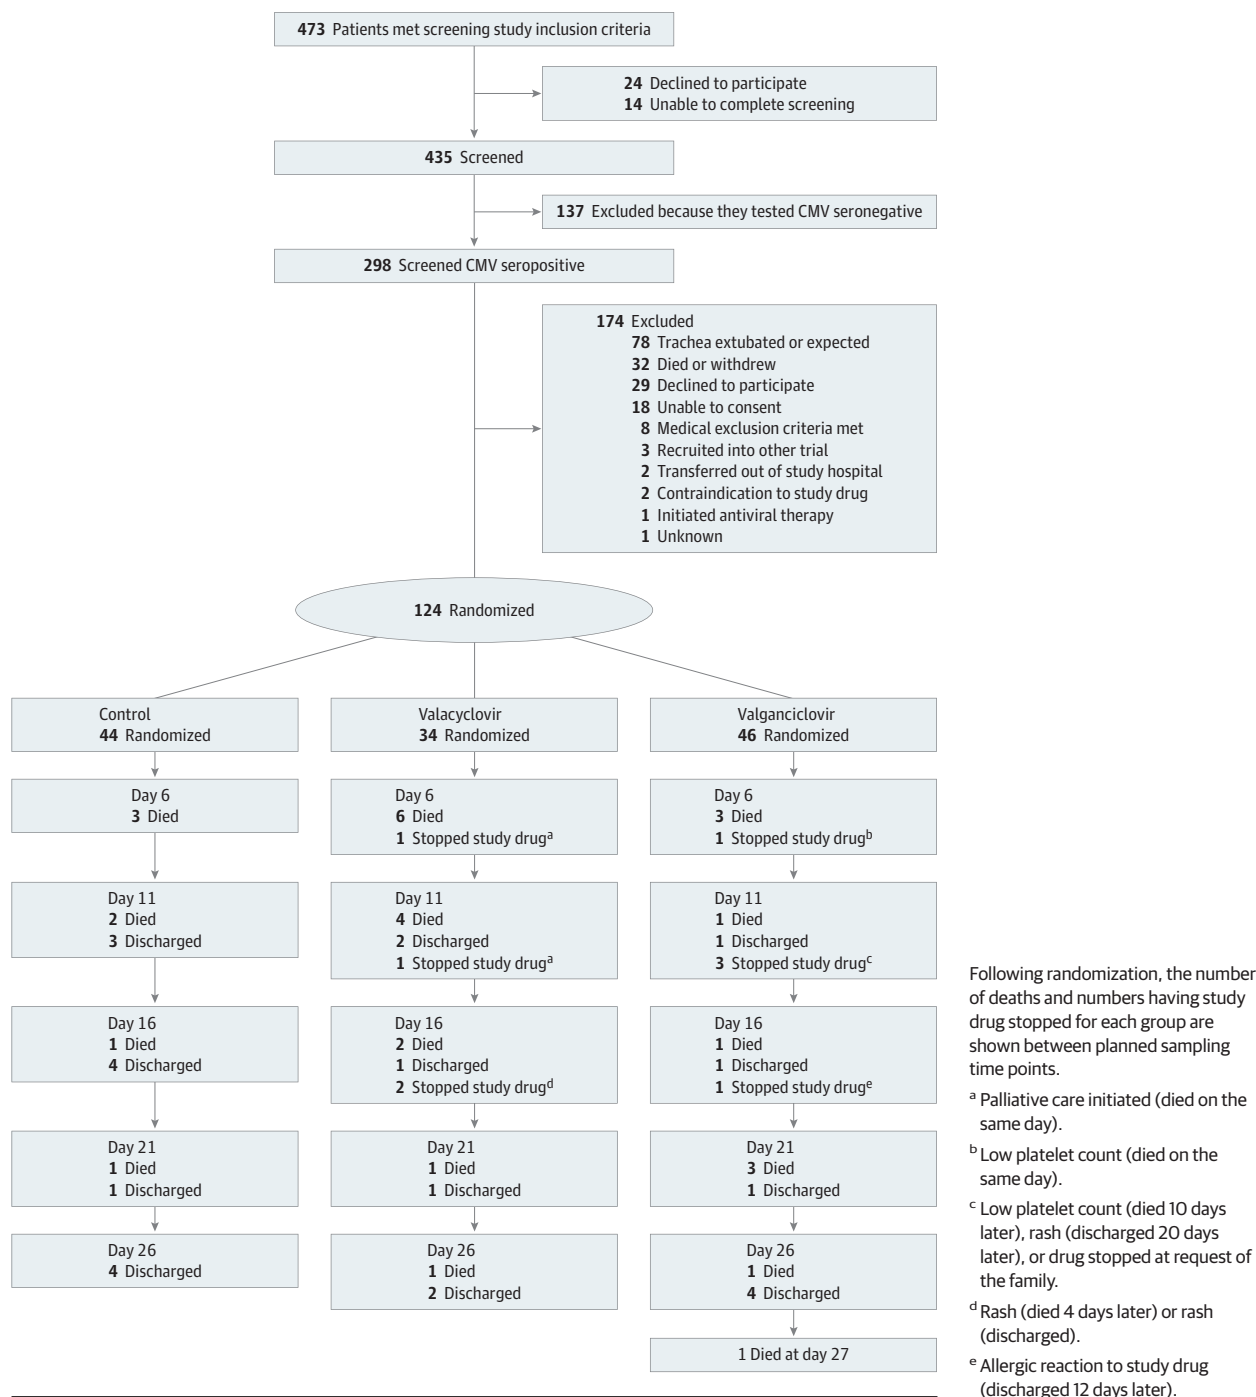 473 Patients met screening study inclusion criteria
24 Declined to participate
14 Unable to complete screening
435 Screened
137 Excluded because they tested CMV seronegative
298 Screened CMV seropositive
174 Excluded
78 Trachea extubated or expected
32 Died or withdrew
29 Declined to participate
18 Unable to consent
8 Medical exclusion criteria met
3 Recruited into other trial
2 Transferred out of study hospital
2 Contraindication to study drug
1 Initiated antiviral therapy
1 Unknown
124 Randomized
Control
44 Randomized
Valacyclovir
34 Randomized
Valganciclovir
46 Randomized
Day 6
3 Died
Day 6
6 Died
1 Stopped study drug^a
Day 6
3 Died
1 Stopped study drug^b
Day 11
2 Died
3 Discharged
Day 11
4 Died
2 Discharged
1 Stopped study drug^a
Day 11
1 Died
1 Discharged
3 Stopped study drug^c
Day 16
1 Died
4 Discharged
Day 16
2 Died
1 Discharged
2 Stopped study drug^d
Day 16
1 Died
1 Discharged
1 Stopped study drug^e
Day 21
1 Died
1 Discharged
Day 21
1 Died
1 Discharged
Day 21
3 Died
1 Discharged
Day 26
4 Discharged
Day 26
1 Died
2 Discharged
Day 26
1 Died
4 Discharged
1 Died at day 27
Following randomization, the number
of deaths and numbers having study
drug stopped for each group are
shown between planned sampling
time points.
^a Palliative care initiated (died on the
same day).
^b Low platelet count (died on the
same day).
^c Low platelet count (died 10 days
later), rash (discharged 20 days
later), or drug stopped at request of
the family.
^d Rash (died 4 days later) or rash
(discharged).
^e Allergic reaction to study drug
(discharged 12 days later).